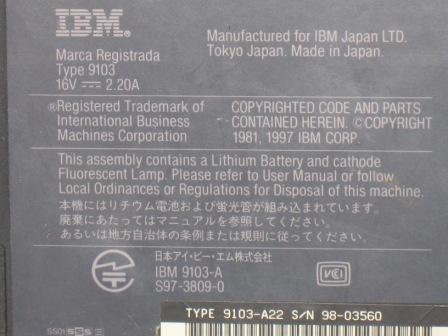 IBM
Manufactured for IBM Japan LTD.
Tokyo Japan. Made in Japan.
Marca Registrada
Type 9103
16V 2.20A
®Registered Trademark of
International Business
Machines Corporation
COPYRIGHTED CODE AND PARTS
CONTAINED HEREIN. ©COPYRIGHT
1981, 1997 IBM CORP.
This assembly contains a Lithium Battery and cathode
Fluorescent Lamp. Please refer to User Manual or follow
Local Ordinances or Regulations for Disposal of this machine.
本機にはリチウム電池および蛍光管が組み込まれています。
廃棄にあたってはマニュアルを参照してください。
あるいは地方自治体の条例または規則に従ってください。
日本アイ・ビー・エム株式会社
IBM 9103-A
S97-3809-0
VCCI
TYPE 9103-A22 S/N 98-03560